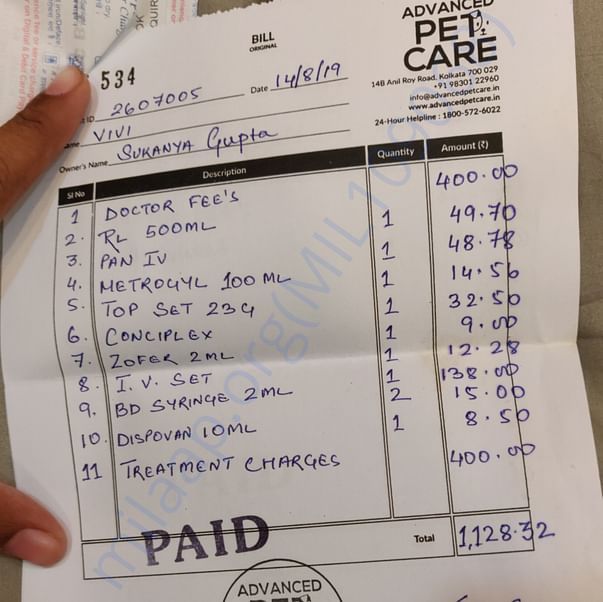 BILL
ORIGINAL
ADVANCED
PET
CARE
14B Anil Roy Road, Kolkata 700 029
+91 98301 22960
info@advancedpetcare.in
www.advancedpetcare.in
24-Hour Helpline : 1800-572-6022
534
ID 2607005 Date 14/8/19
VIVI
Owner's Name SUKANYA Gupta
Sl No Description Quantity Amount (₹)
1 DOCTOR FEE'S 400.00
2. RL 500ML 1 49.70
3. PAN IV 1 48.78
4. METROGYL 100 ML 1 14.56
5. TOP SET 23G 1 32.50
6. CONCIPLEX 1 9.00
7. ZOFER 2ML 1 12.28
8. I.V. SET 1 138.00
9. BD SYRINGE 2ML 2 15.00
10. DISPOVAN 10ML 1 8.50
11 TREATMENT CHARGES 400.00
PAID
Total 1,128.32
ADVANCED